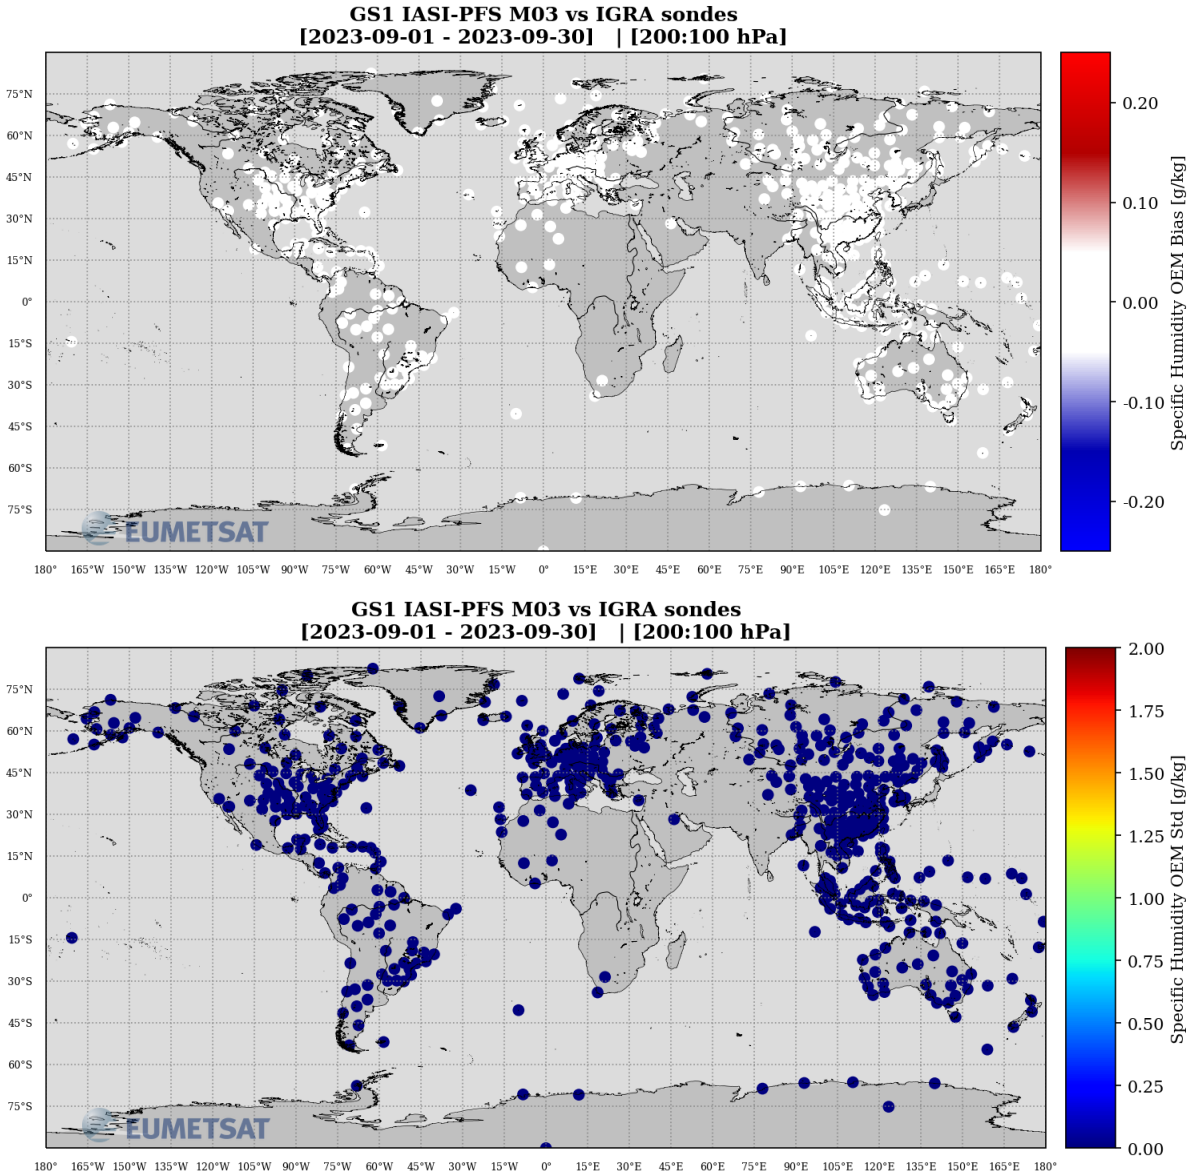 GS1 IASI-PFS M03 vs IGRA sondes
[2023-09-01 - 2023-09-30] | [200:100 hPa]
75°N
60°N
45°N
30°N
15°N
0°
15°S
30°S
45°S
60°S
75°S
EUMETSAT
180° 165°W 150°W 135°W 120°W 105°W 90°W 75°W 60°W 45°W 30°W 15°W 0° 15°E 30°E 45°E 60°E 75°E 90°E 105°E 120°E 135°E 150°E 165°E 180°
0.20
0.10
0.00
-0.10
-0.20
Specific Humidity OEM Bias [g/kg]
GS1 IASI-PFS M03 vs IGRA sondes
[2023-09-01 - 2023-09-30] | [200:100 hPa]
75°N
60°N
45°N
30°N
15°N
0°
15°S
30°S
45°S
60°S
75°S
EUMETSAT
180° 165°W 150°W 135°W 120°W 105°W 90°W 75°W 60°W 45°W 30°W 15°W 0° 15°E 30°E 45°E 60°E 75°E 90°E 105°E 120°E 135°E 150°E 165°E 180°
2.00
1.75
1.50
1.25
1.00
0.75
0.50
0.25
0.00
Specific Humidity OEM Std [g/kg]